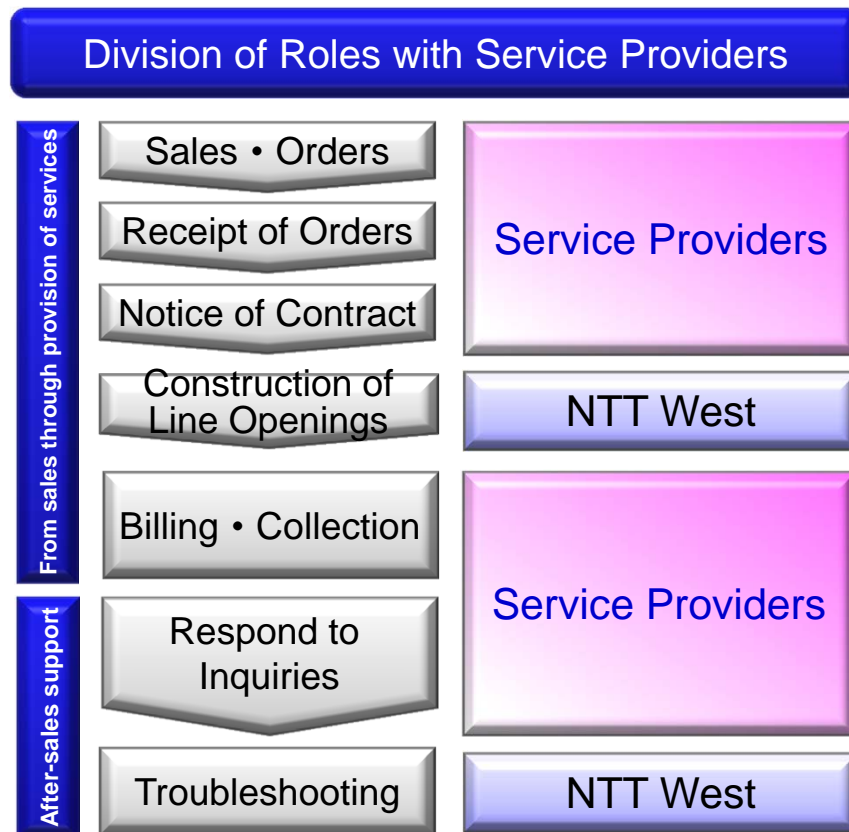 Division of Roles with Service Providers
From sales through provision of services
Sales・Orders
Receipt of Orders
Notice of Contract
Service Providers
Construction of
Line Openings
NTT West
Billing・Collection
Service Providers
After-sales support
Respond to
Inquiries
Troubleshooting
NTT West